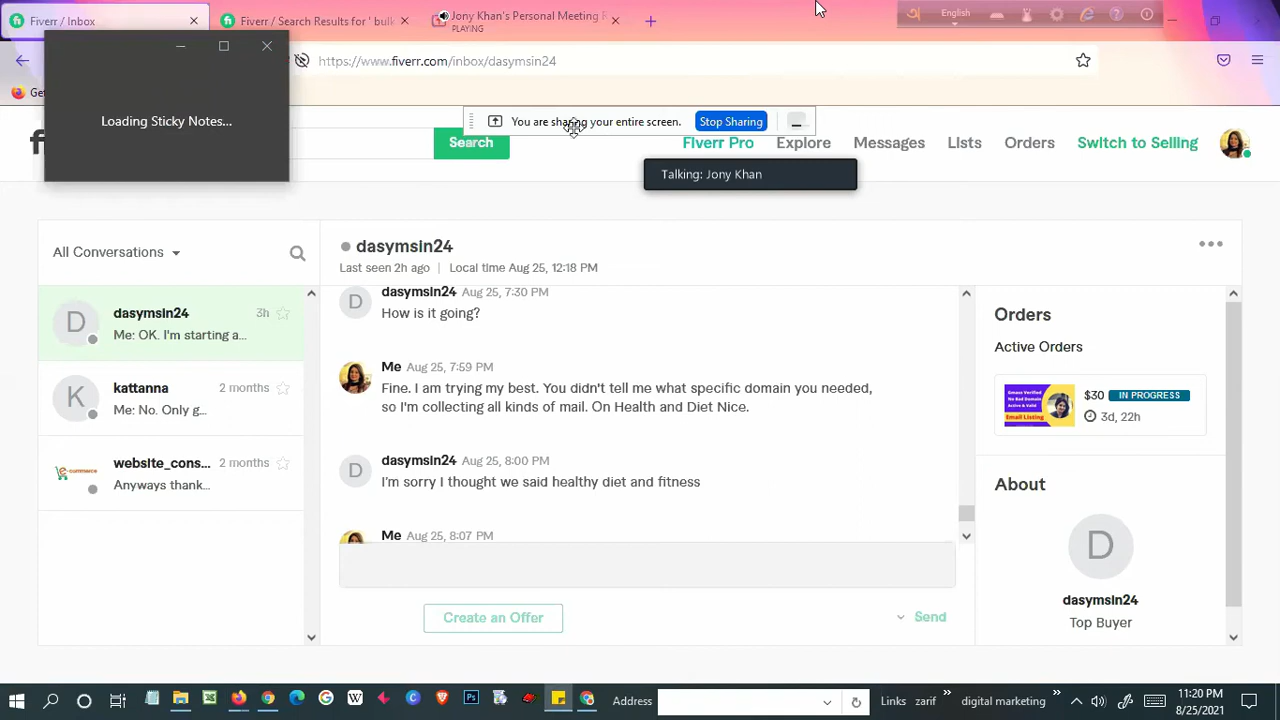 Fiverr / Inbox
Fiverr / Search Results for ' bulk
Jony Khan's Personal Meeting R
PLAYING
English
https://www.fiverr.com/inbox/dasymsin24
Loading Sticky Notes...
You are sharing your entire screen.
Stop Sharing
Search
Fiverr Pro
Explore
Messages
Lists
Orders
Switch to Selling
Talking: Jony Khan
All Conversations
dasymsin24
Last seen 2h ago | Local time Aug 25, 12:18 PM
dasymsin24 3h
Me: OK. I'm starting a...
kattanna 2 months
Me: No. Only g...
website_cons... 2 months
Anyways thank...
D
dasymsin24 Aug 25, 7:30 PM
How is it going?
Me Aug 25, 7:59 PM
Fine. I am trying my best. You didn't tell me what specific domain you needed,
so I'm collecting all kinds of mail. On Health and Diet Nice.
D
dasymsin24 Aug 25, 8:00 PM
I'm sorry I thought we said healthy diet and fitness
Me Aug 25, 8:07 PM
Create an Offer
Send
Orders
Active Orders
Email Listing
$30 IN PROGRESS
3d, 22h
About
D
dasymsin24
Top Buyer
Address
Links
zarif
digital marketing
11:20 PM
8/25/2021